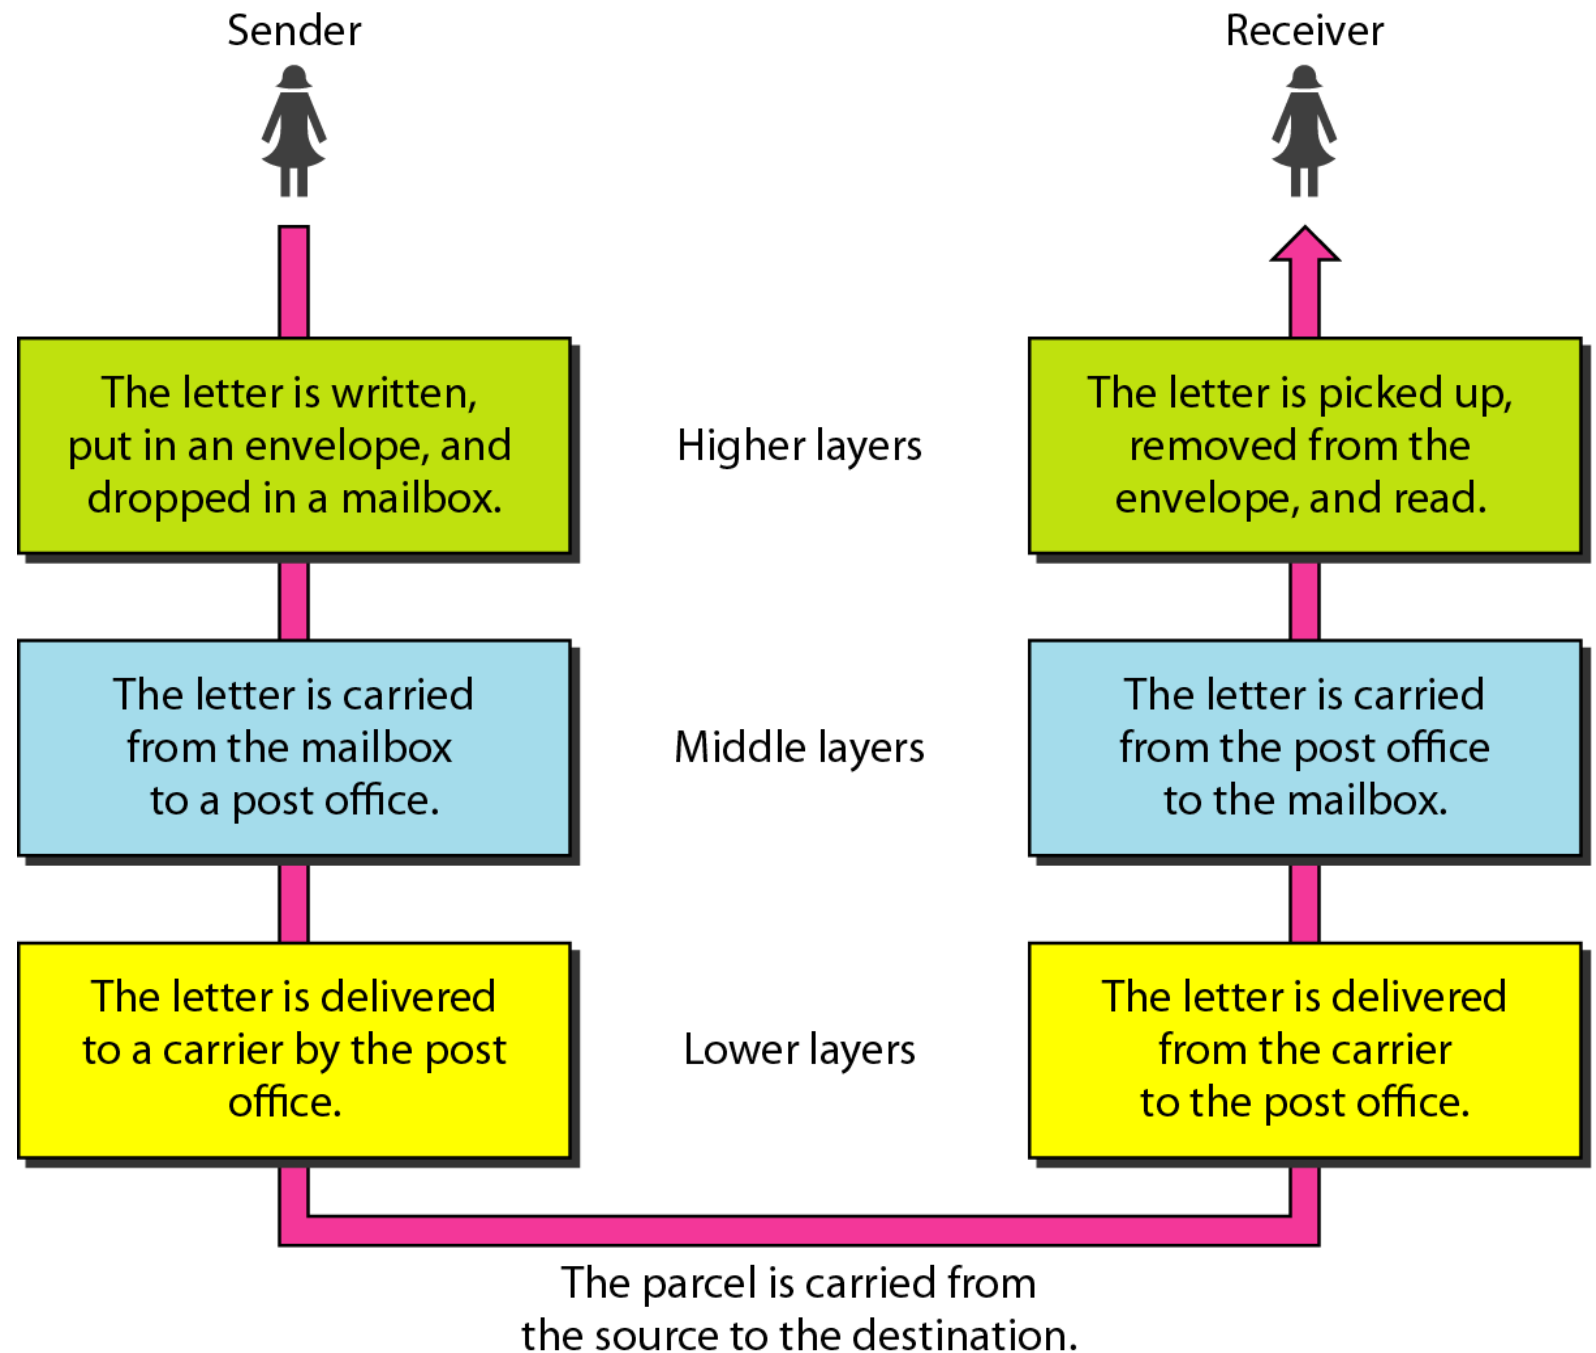 Sender
Receiver
The letter is written,
put in an envelope, and
dropped in a mailbox.
Higher layers
The letter is picked up,
removed from the
envelope, and read.
The letter is carried
from the mailbox
to a post office.
Middle layers
The letter is carried
from the post office
to the mailbox.
The letter is delivered
to a carrier by the post
office.
Lower layers
The letter is delivered
from the carrier
to the post office.
The parcel is carried from
the source to the destination.